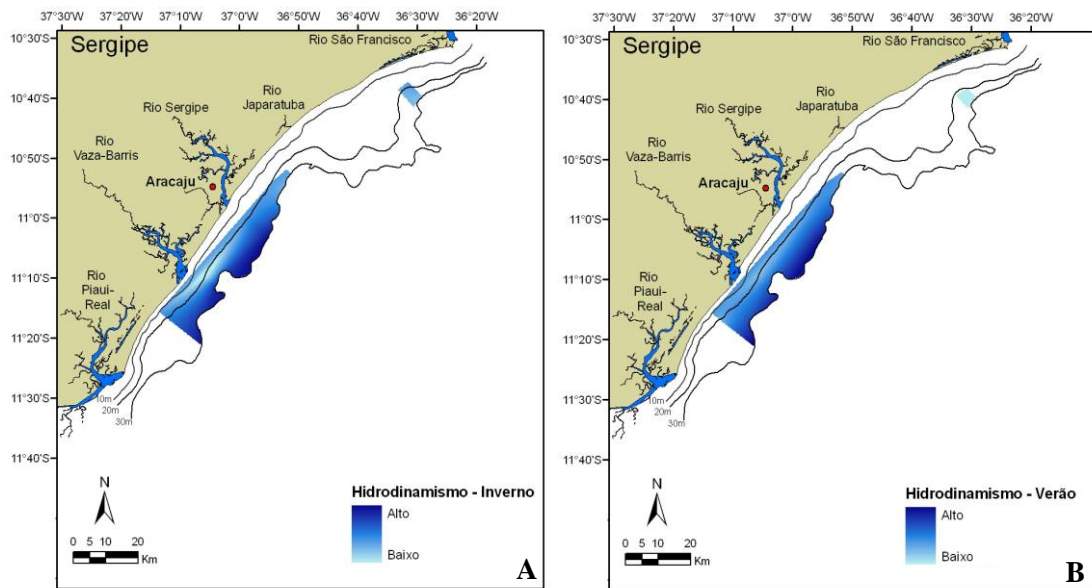 37°30'W 37°20'W 37°10'W 37°0'W 36°50'W 36°40'W 36°30'W 36°20'W
10°30'S
Sergipe
Rio São Francisco
10°40'S
Rio Sergipe
Rio
Japaratuba
10°50'S
Rio
Vaza-Barris
Aracaju
11°0'S
11°10'S
Rio
Piaui-
Real
11°20'S
11°30'S
10m
20m
30m
11°40'S
N
0 5 10 20
Km
Hidrodinamismo - Inverno
Alto
Baixo
A
37°30'W 37°20'W 37°10'W 37°0'W 36°50'W 36°40'W 36°30'W 36°20'W
10°30'S
Sergipe
Rio São Francisco
10°40'S
Rio Sergipe
Rio
Japaratuba
10°50'S
Rio
Vaza-Barris
Aracaju
11°0'S
11°10'S
Rio
Piaui-
Real
11°20'S
11°30'S
10m
20m
30m
11°40'S
N
0 5 10 20
Km
Hidrodinamismo - Verão
Alto
Baixo
B